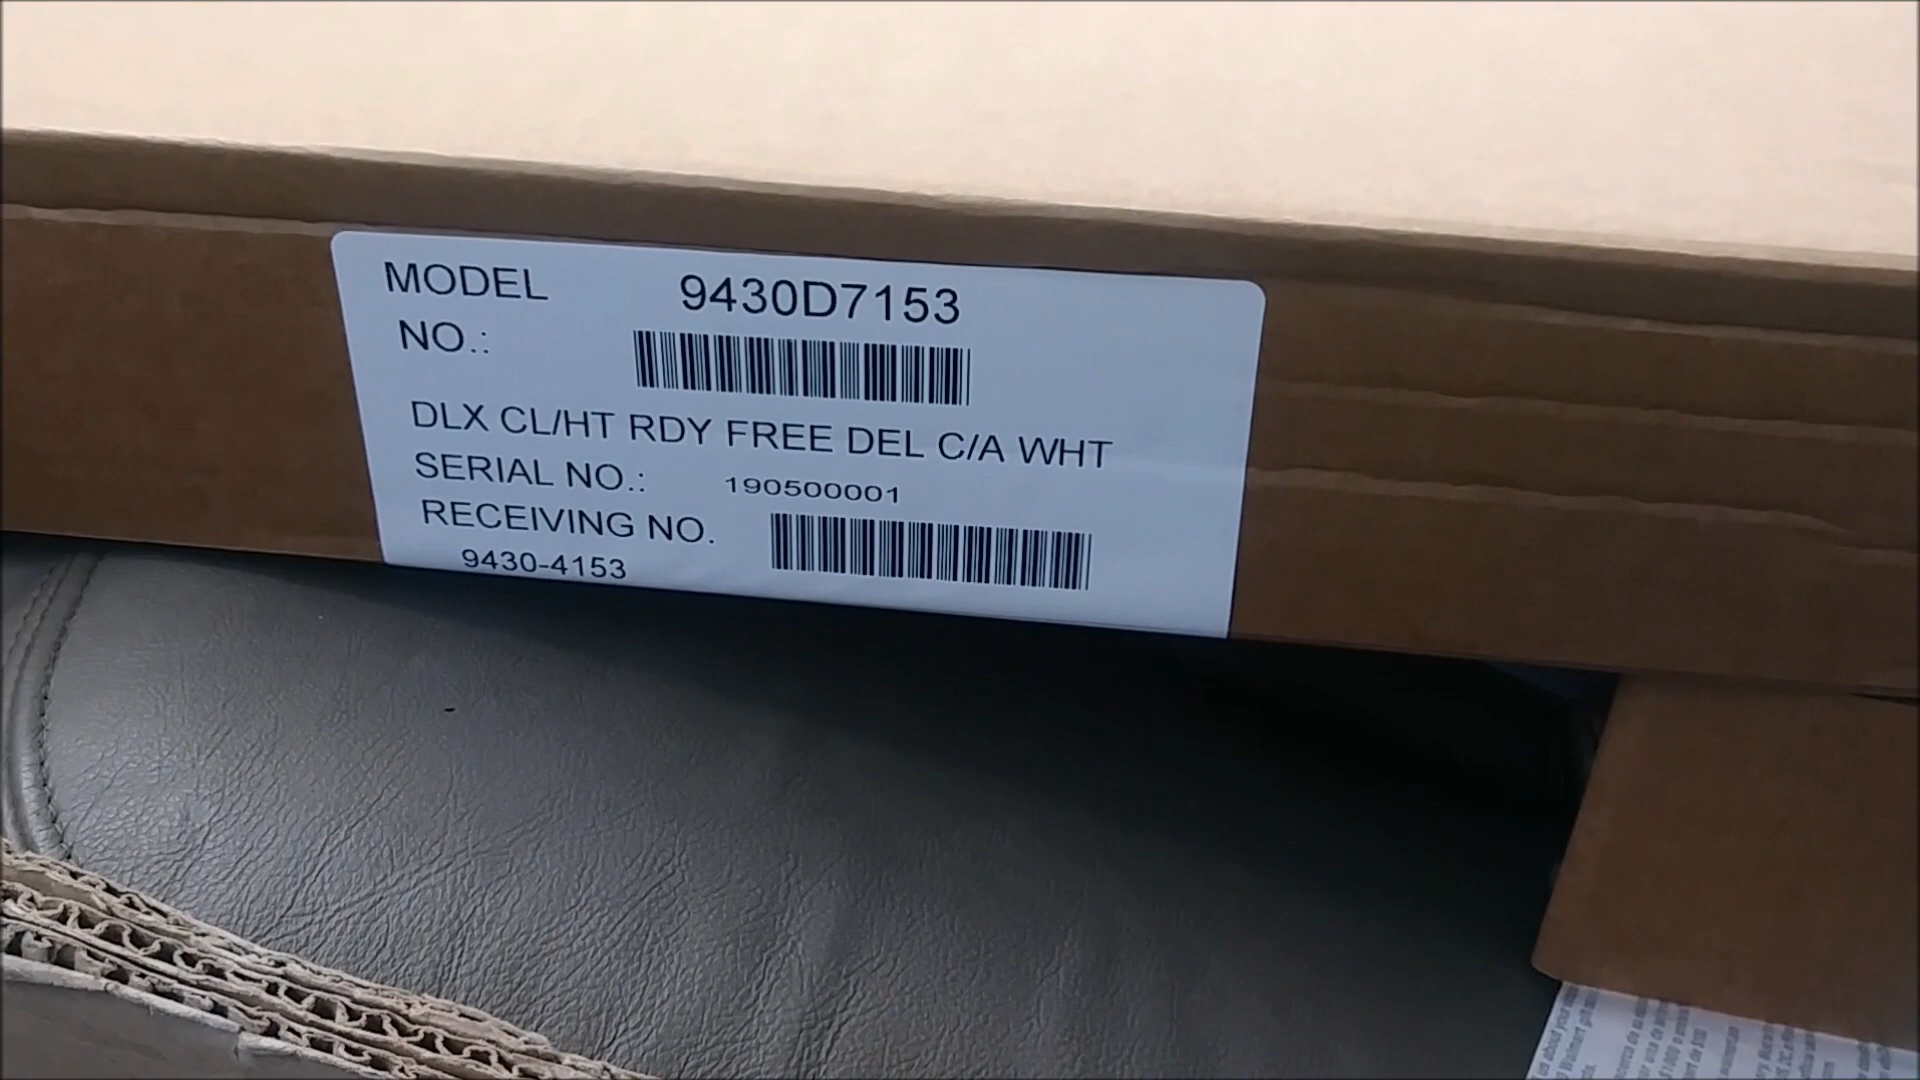 MODEL 9430D7153
NO.:
DLX CL/HT RDY FREE DEL C/A WHT
SERIAL NO.: 190500001
RECEIVING NO.
9430-4153